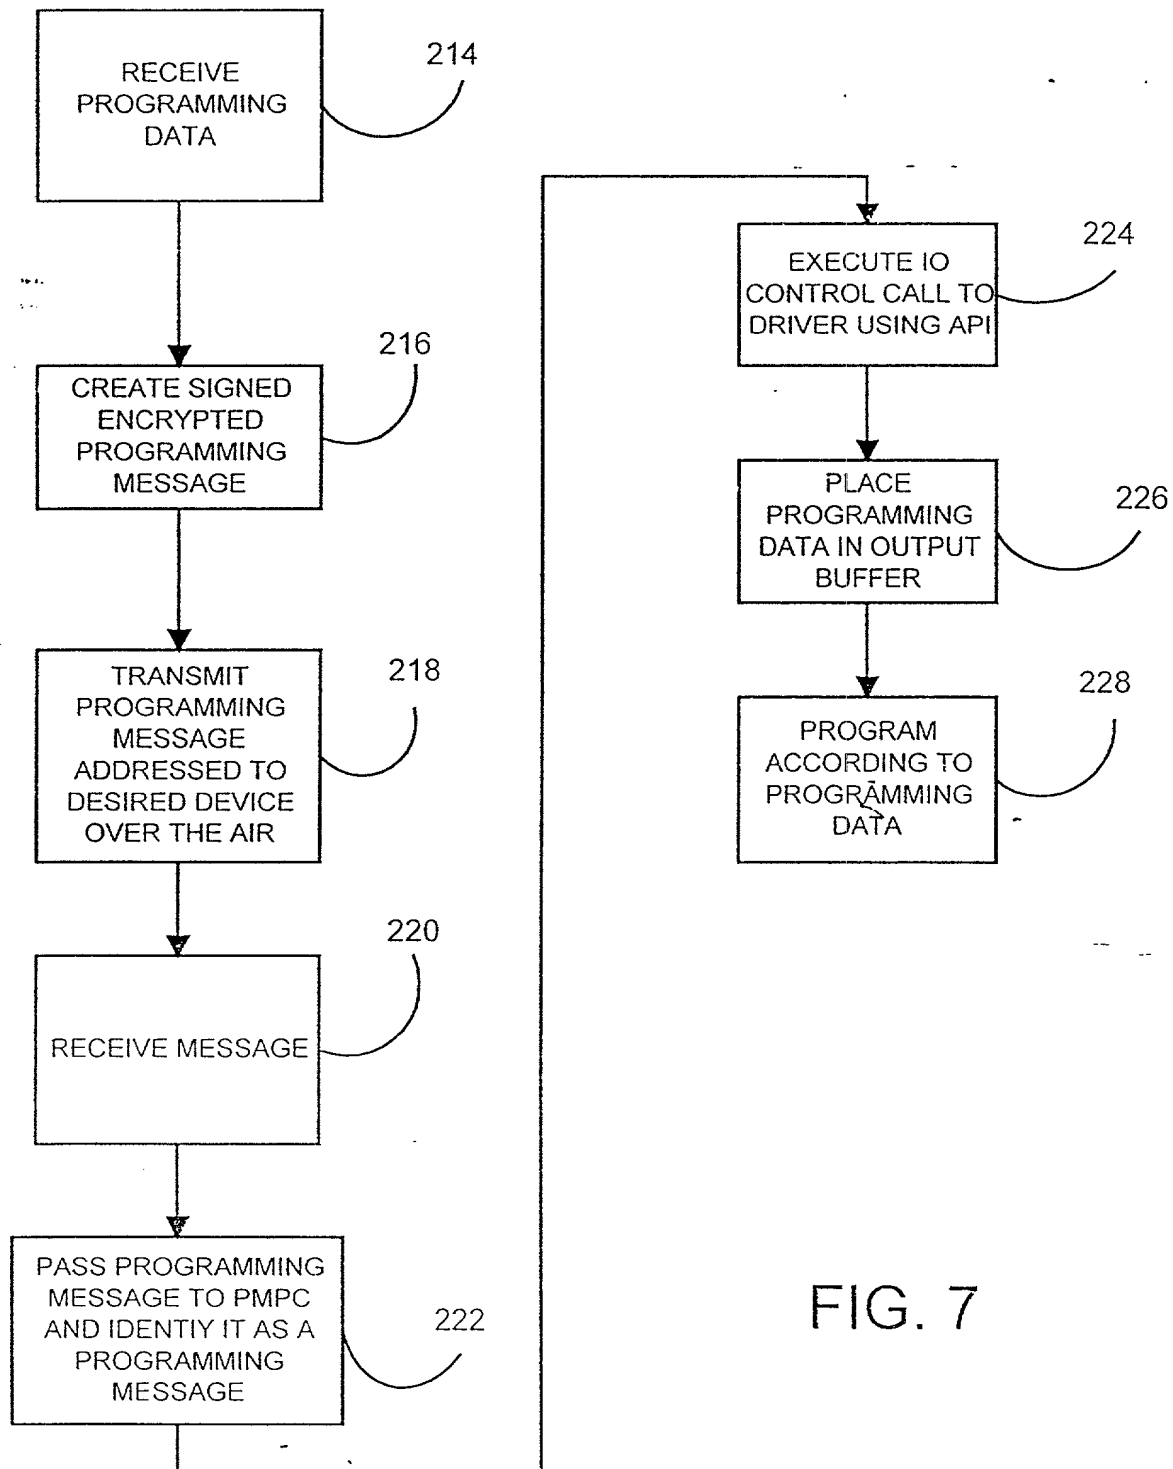 RECEIVE
PROGRAMMING
DATA
214
CREATE SIGNED
ENCRYPTED
PROGRAMMING
MESSAGE
216
TRANSMIT
PROGRAMMING
MESSAGE
ADDRESSED TO
DESIRED DEVICE
OVER THE AIR
218
RECEIVE MESSAGE
220
PASS PROGRAMMING
MESSAGE TO PMPC
AND IDENTIY IT AS A
PROGRAMMING
MESSAGE
222
EXECUTE IO
CONTROL CALL TO
DRIVER USING API
224
PLACE
PROGRAMMING
DATA IN OUTPUT
BUFFER
226
PROGRAM
ACCORDING TO
PROGRAMMING
DATA
228
FIG. 7